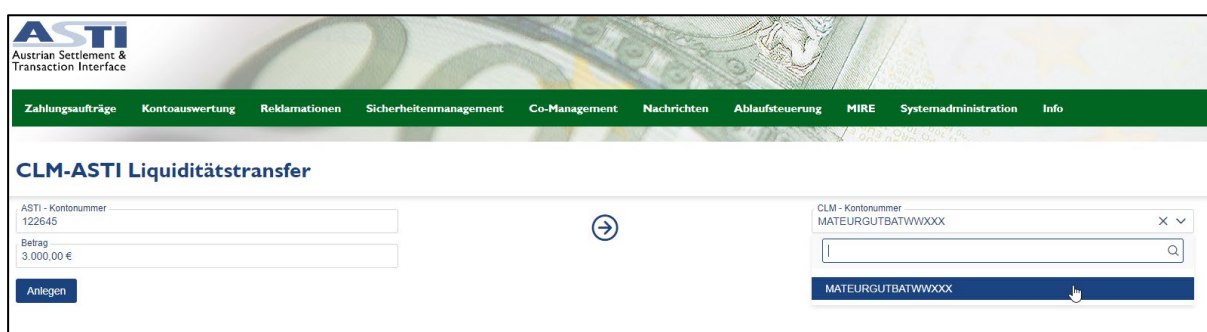 ASTI
Austrian Settlement &
Transaction Interface
Zahlungsaufträge Kontoauswertung Reklamationen Sicherheitenmanagement Co-Management Nachrichten Ablaufsteuerung MIRE Systemadministration Info
CLM-ASTI Liquiditätstransfer
ASTI - Kontonummer
122645
Betrag
3.000,00 €
Anlegen
CLM - Kontonummer
MATEURGUTBATWWXXX
MATEURGUTBATWWXXX